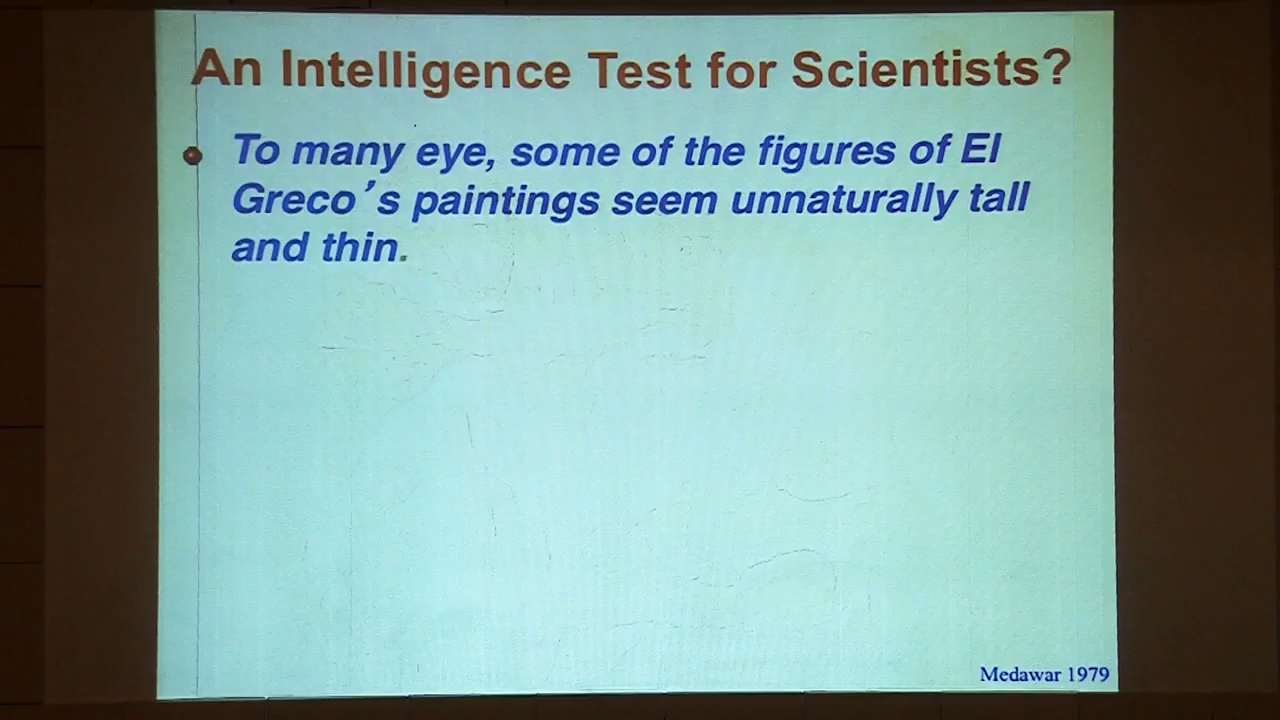 An Intelligence Test for Scientists?
To many eye, some of the figures of El
Greco's paintings seem unnaturally tall
and thin.
Medawar 1979